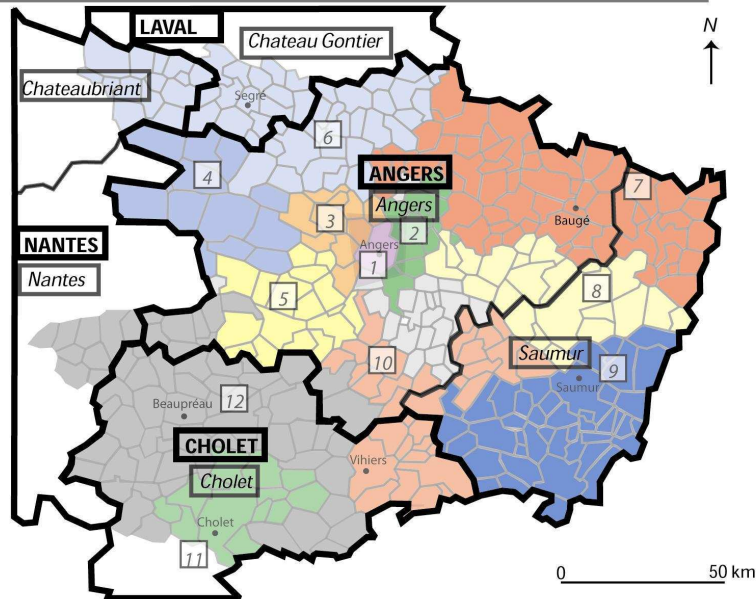 LAVAL
Chateau Gontier
N
Chateaubriant
Segré
6
ANGERS
4
7
Angers
3
2
Baugé
NANTES
Angers
Nantes
1
5
8
10
Saumur
9
Saumur
12
Beaupréau
CHOLET
Vihiers
Cholet
Cholet
11
0
50 km